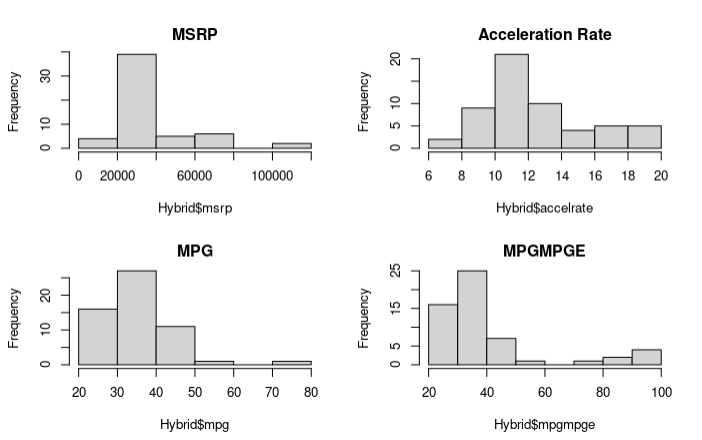 MSRP
Frequency
0 10 30
0 20000 60000 100000
Hybrid$msrp
Acceleration Rate
Frequency
0 5 10 20
6 8 10 12 14 16 18 20
Hybrid$accelrate
MPG
Frequency
0 10 20
20 30 40 50 60 70 80
Hybrid$mpg
MPGMPGE
Frequency
0 5 15 25
20 40 60 80 100
Hybrid$mpgmpge